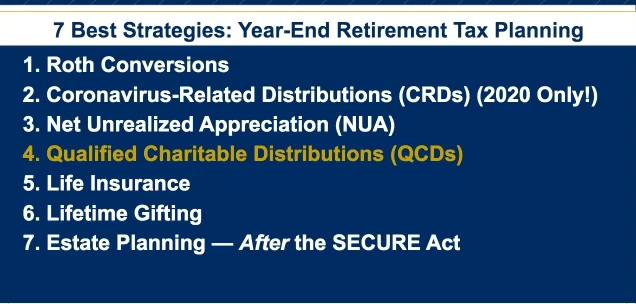 7 Best Strategies: Year-End Retirement Tax Planning
1. Roth Conversions
2. Coronavirus-Related Distributions (CRDs) (2020 Only!)
3. Net Unrealized Appreciation (NUA)
4. Qualified Charitable Distributions (QCDs)
5. Life Insurance
6. Lifetime Gifting
7. Estate Planning — After the SECURE Act